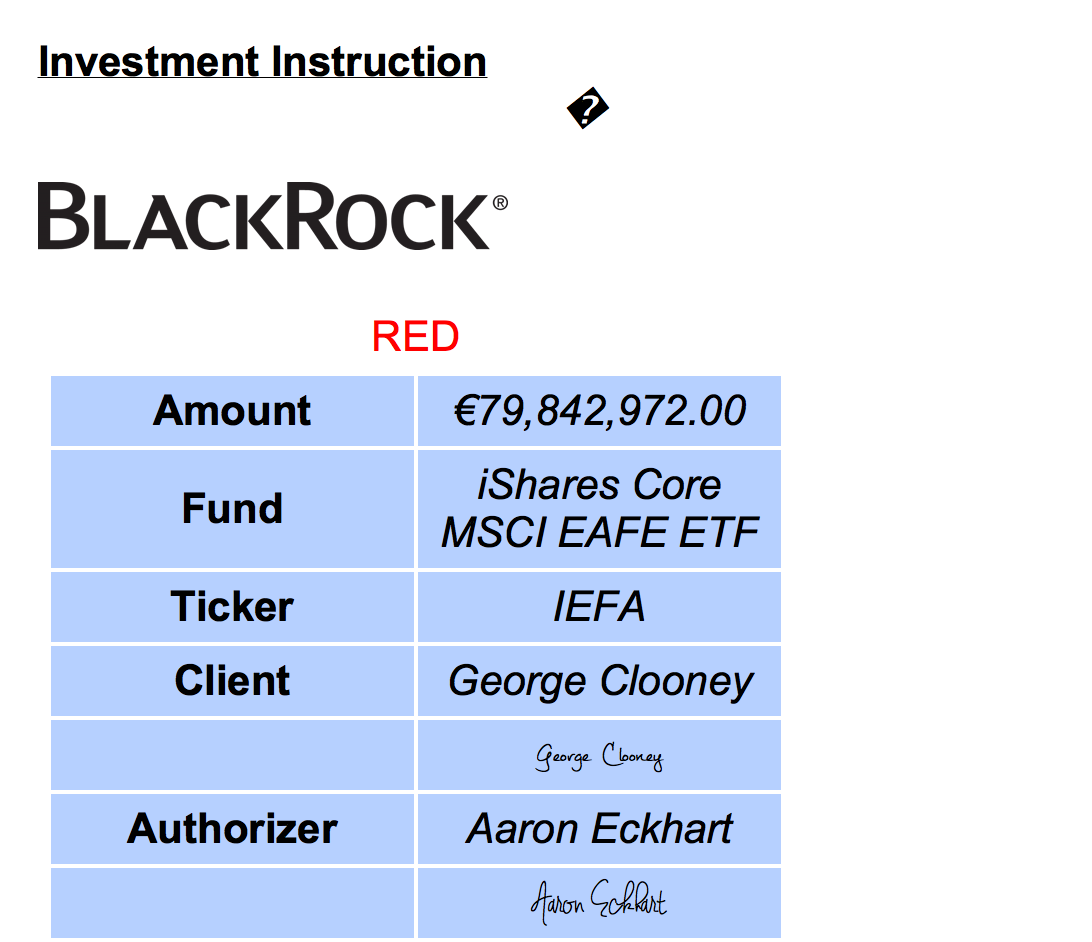 Investment Instruction
�
BLACKROCK®
RED
Amount €79,842,972.00
Fund iShares Core
MSCI EAFE ETF
Ticker IEFA
Client George Clooney
George Clooney
Authorizer Aaron Eckhart
Aaron Eckhart